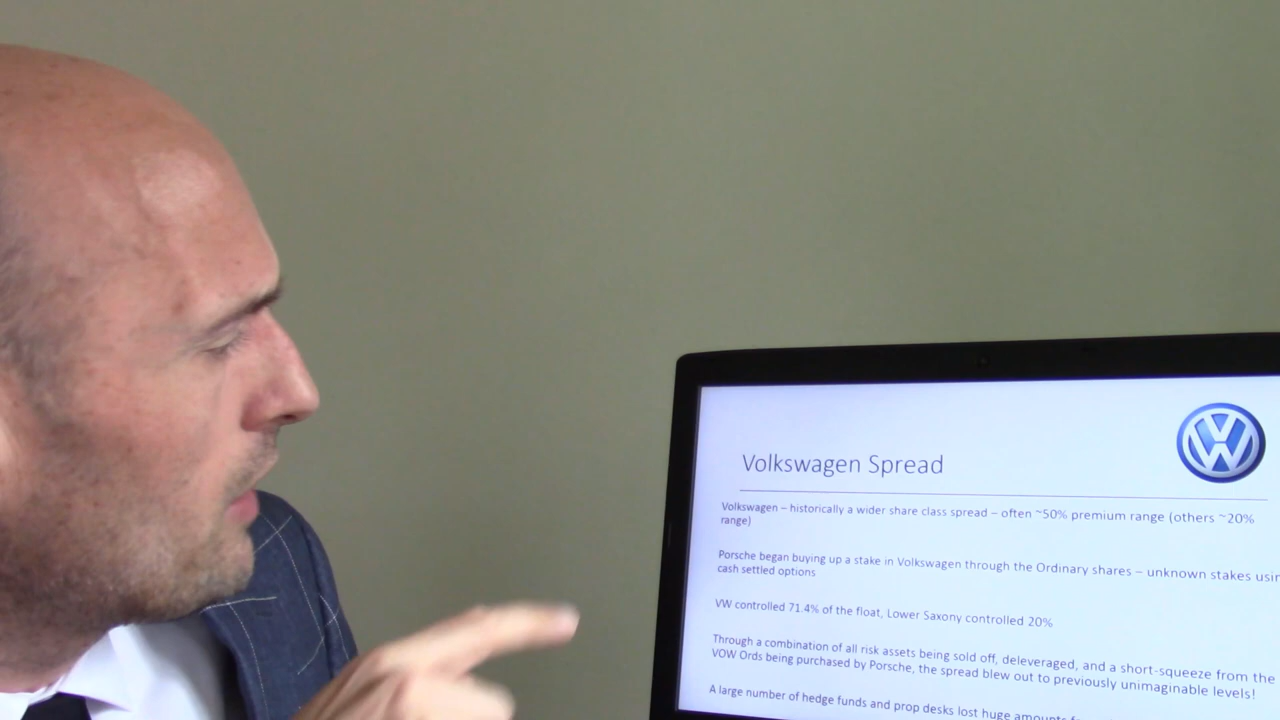 Volkswagen Spread
Volkswagen – historically a wider share class spread – often ~50% premium range (others ~20%
range)
Porsche began buying up a stake in Volkswagen through the Ordinary shares – unknown stakes usin
cash settled options
VW controlled 71.4% of the float, Lower Saxony controlled 20%
Through a combination of all risk assets being sold off, deleveraged, and a short-squeeze from the
VOW Ords being purchased by Porsche, the spread blew out to previously unimaginable levels!
A large number of hedge funds and prop desks lost huge amounts